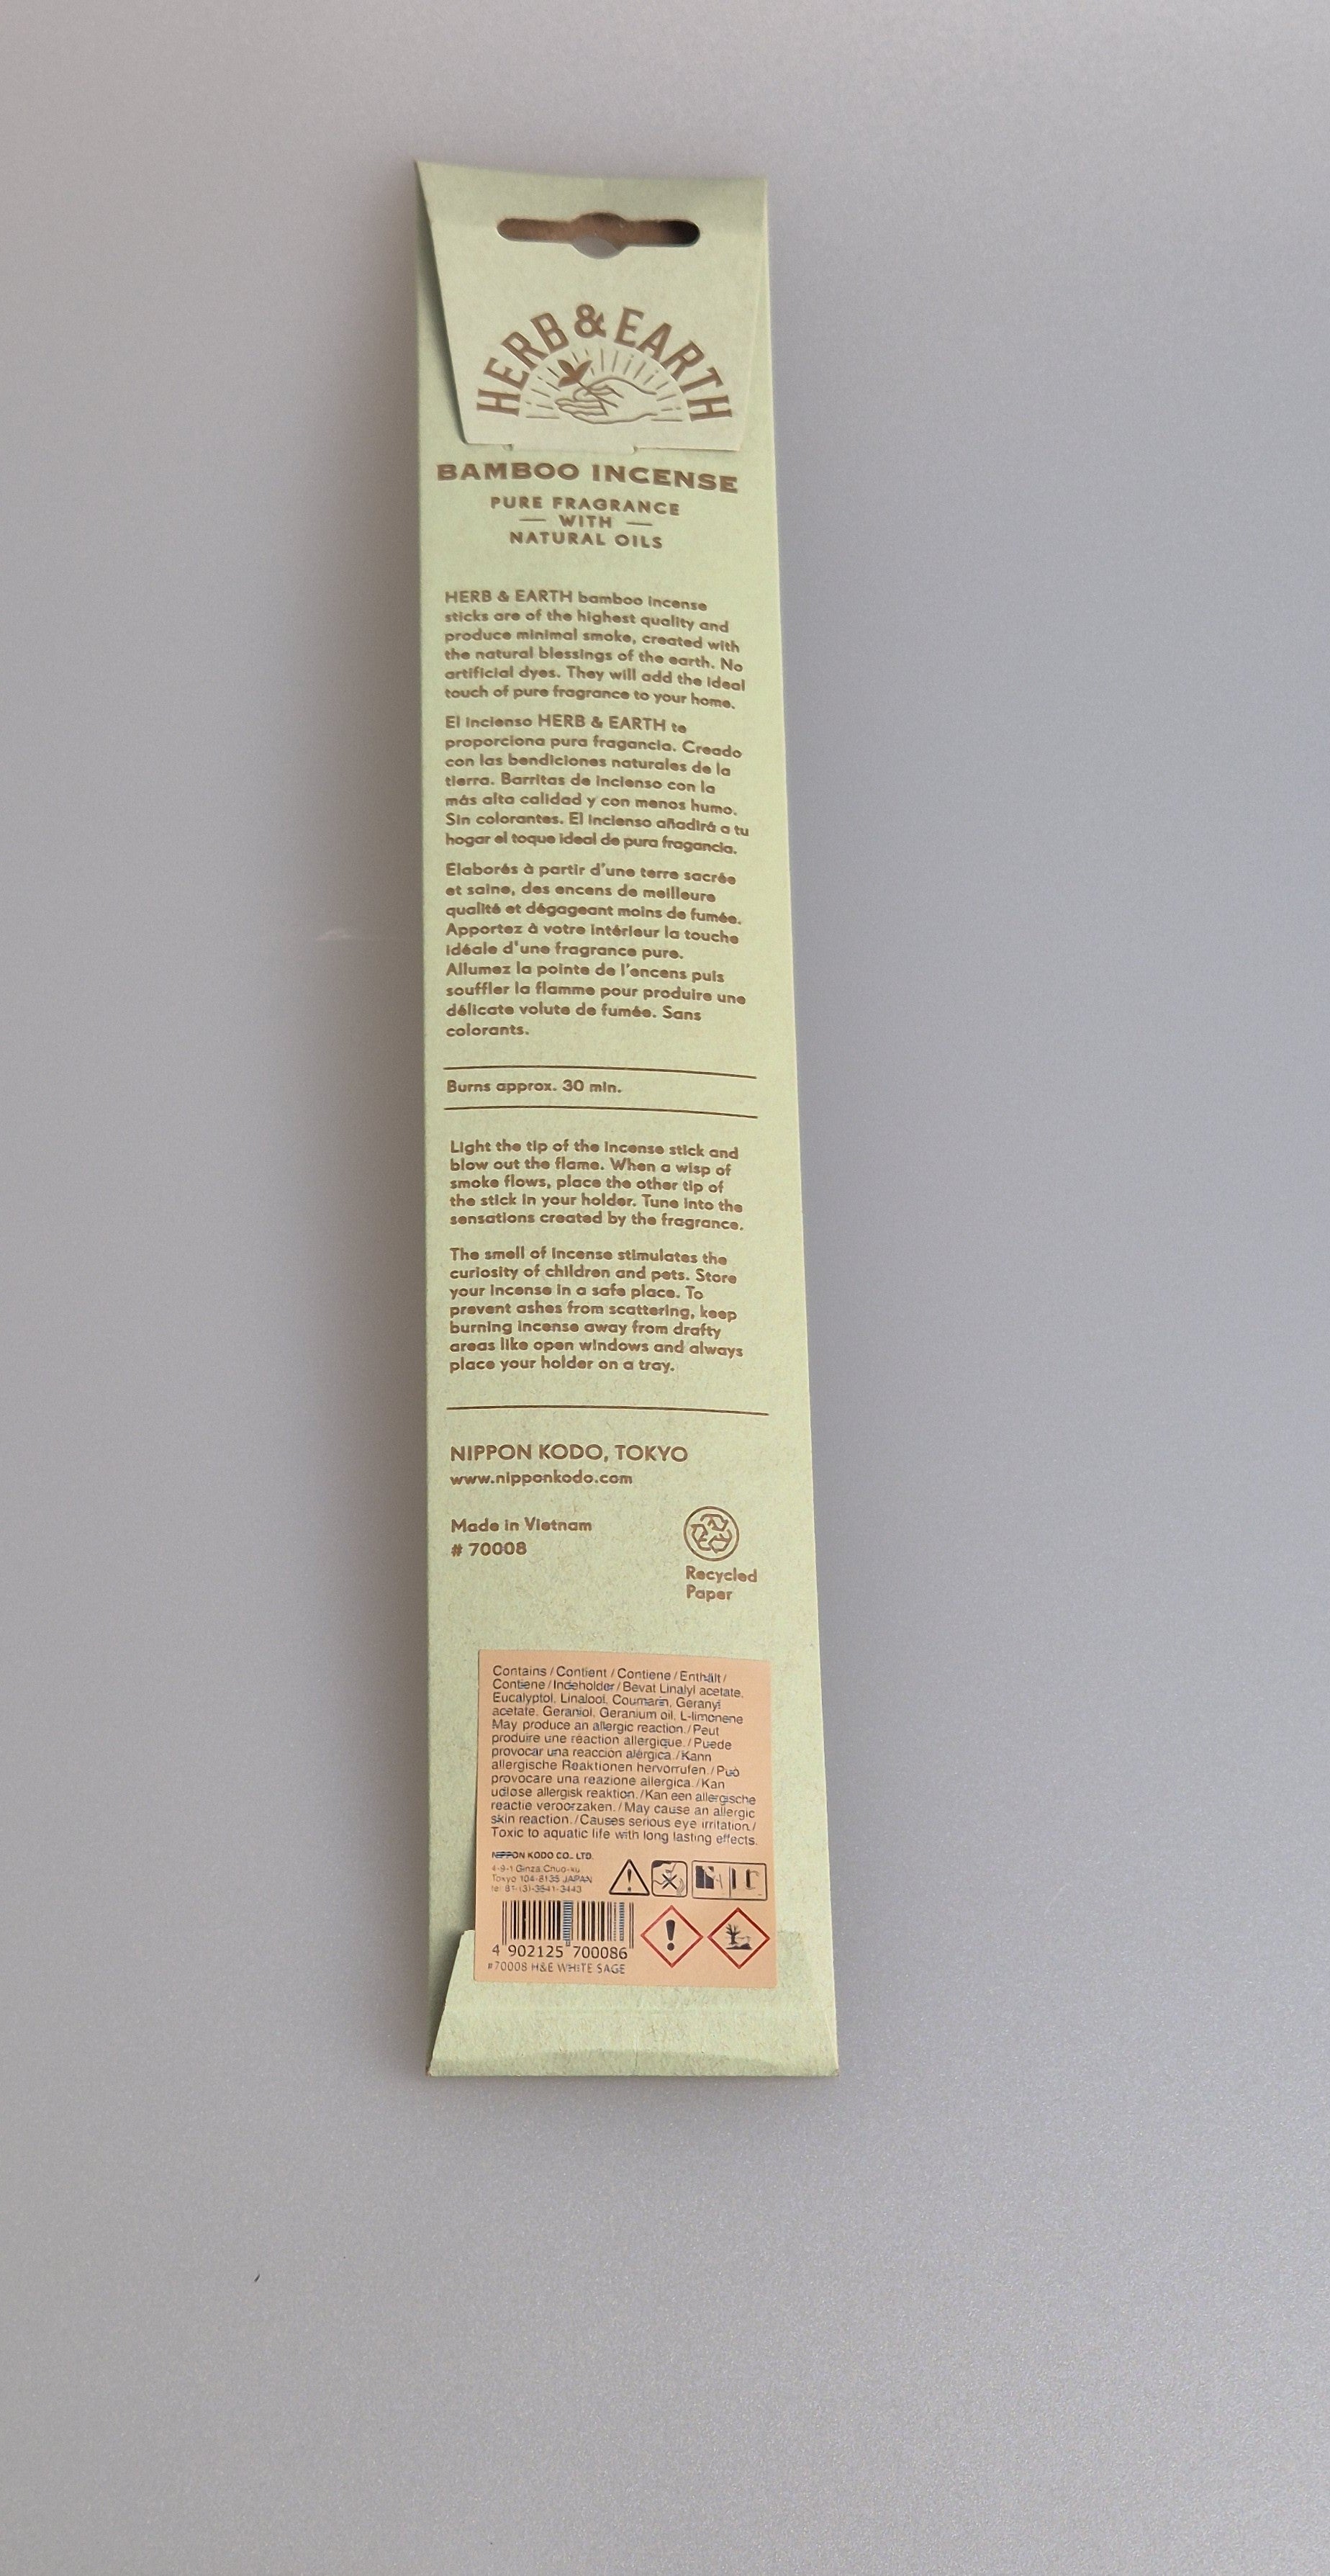 HERB & EARTH
BAMBOO INCENSE
PURE FRAGRANCE
WITH
NATURAL OILS
HERB & EARTH bamboo incense
sticks are of the highest quality and
produce minimal smoke, created with
the natural blessings of the earth. No
artificial dyes. They will add the ideal
touch of pure fragrance to your home.
El incienso HERB & EARTH te
proporciona pura fragancia. Creado
con las bendiciones naturales de la
tierra. Barritas de incienso con la
más alta calidad y con menos humo.
Sin colorantes. El incienso añadirá a tu
hogar el toque ideal de pura fragancia.
Élaborés à partir d'une terre sacrée
et saine, des encens de meilleure
qualité et dégageant moins de fumée.
Apportez à votre intérieur la touche
idéale d'une fragrance pure.
Allumez la pointe de l'encens puis
souffler la flamme pour produire une
délicate volute de fumée. Sans
colorants.
Burns approx. 30 min.
Light the tip of the incense stick and
blow out the flame. When a wisp of
smoke flows, place the other tip of
the stick in your holder. Tune into the
sensations created by the fragrance.
The smell of incense stimulates the
curiosity of children and pets. Store
your incense in a safe place. To
prevent ashes from scattering, keep
burning incense away from drafty
areas like open windows and always
place your holder on a tray.
NIPPON KODO, TOKYO
www.nipponkodo.com
Made in Vietnam
# 70008
Recycled
Paper
Contains / Contient / Contiene / Enthält /
Contiene / Indeholder / Bevat Linalyl acetate,
Eucalyptol, Linalool, Coumarin, Geranyl
acetate, Geraniol, Geranium oil, L-limonene
May produce an allergic reaction. / Peut
produire une réaction allergique. / Puede
provocar una reacción alérgica. / Kann
allergische Reaktionen hervorrufen. / Può
provocare una reazione allergica. / Kan
udløse allergisk reaktion. / Kan een allergische
reactie veroorzaken. / May cause an allergic
skin reaction. / Causes serious eye irritation. /
Toxic to aquatic life with long lasting effects.
NIPPON KODO CO., LTD.
4-9-1 Ginza, Chuo-ku
Tokyo 104-8135 JAPAN
tel 81-(3)-3541-3443
4 902125 700086
#70008 H&E WHITE SAGE